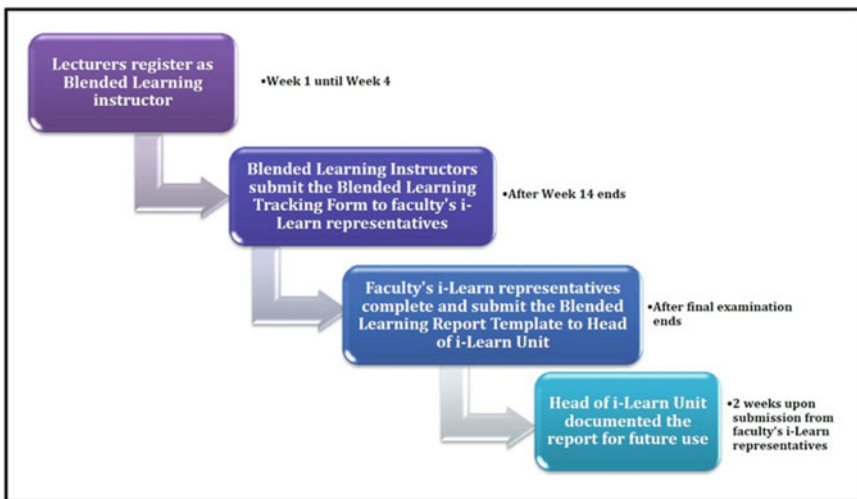 Lecturers register as
Blended Learning
instructor
•Week 1 until Week 4
Blended Learning Instructors
submit the Blended Learning
Tracking Form to faculty's i-
Learn representatives
•After Week 14 ends
Faculty's i-Learn representatives
complete and submit the Blended
Learning Report Template to Head
of i-Learn Unit
•After final examination
ends
Head of i-Learn Unit
documented the
report for future use
•2 weeks upon
submission from
faculty's i-Learn
representatives